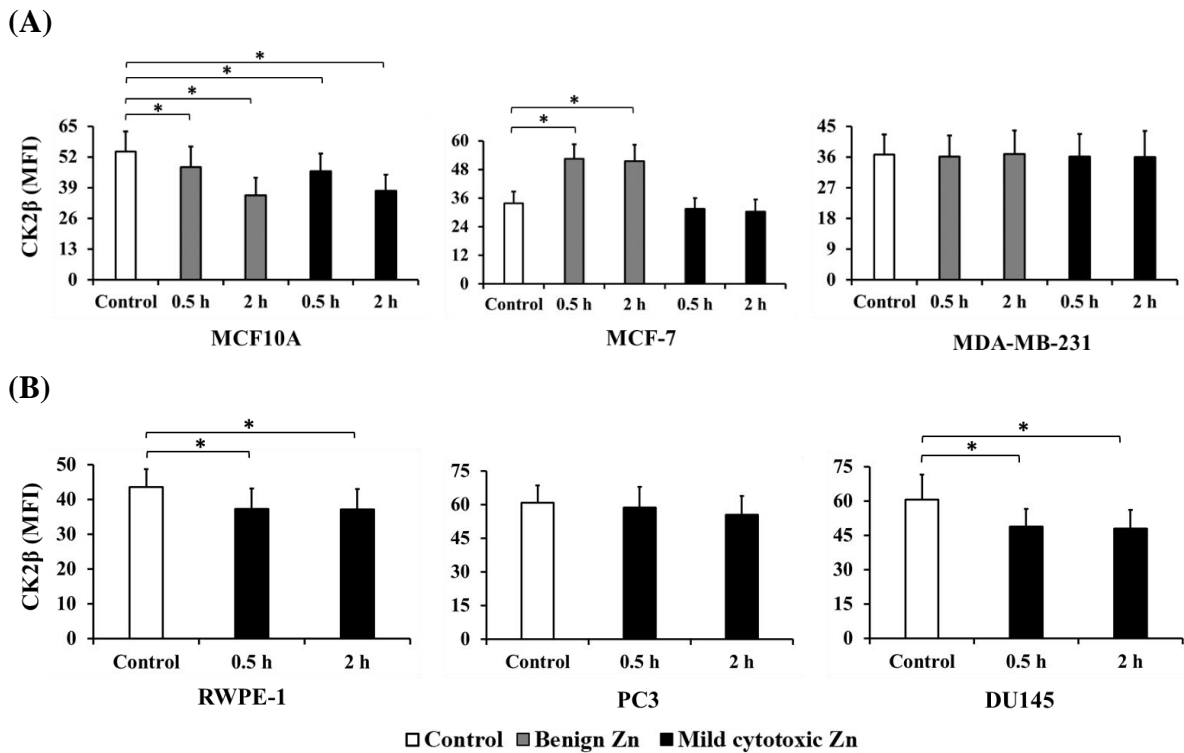 (A)
* 
*
*
*
65
52
39
26
13
0
CK2β (MFI)
Control 0.5 h 2 h 0.5 h 2 h
MCF10A
*
*
60
48
36
24
12
0
Control 0.5 h 2 h 0.5 h 2 h
MCF-7
45
36
27
18
9
0
Control 0.5 h 2 h 0.5 h 2 h
MDA-MB-231
(B)
*
*
50
40
30
20
10
0
CK2β (MFI)
Control 0.5 h 2 h
RWPE-1
75
60
45
30
15
0
Control 0.5 h 2 h
PC3
*
*
75
60
45
30
15
0
Control 0.5 h 2 h
DU145
Control Benign Zn Mild cytotoxic Zn